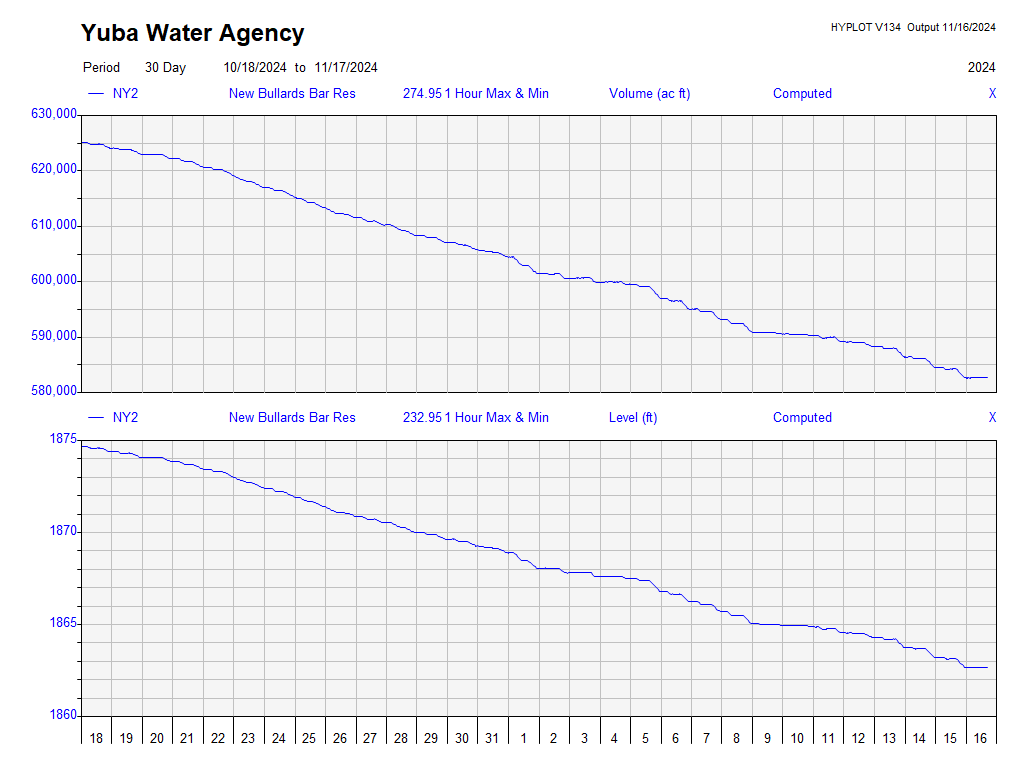 Yuba Water Agency
HYPLOT V134 Output 11/16/2024
Period 30 Day 10/18/2024 to 11/17/2024 2024
NY2 New Bullards Bar Res 274.95 1 Hour Max & Min Volume (ac ft) Computed X
630,000
620,000
610,000
600,000
590,000
580,000
NY2 New Bullards Bar Res 232.95 1 Hour Max & Min Level (ft) Computed X
1875
1870
1865
1860
18 19 20 21 22 23 24 25 26 27 28 29 30 31 1 2 3 4 5 6 7 8 9 10 11 12 13 14 15 16